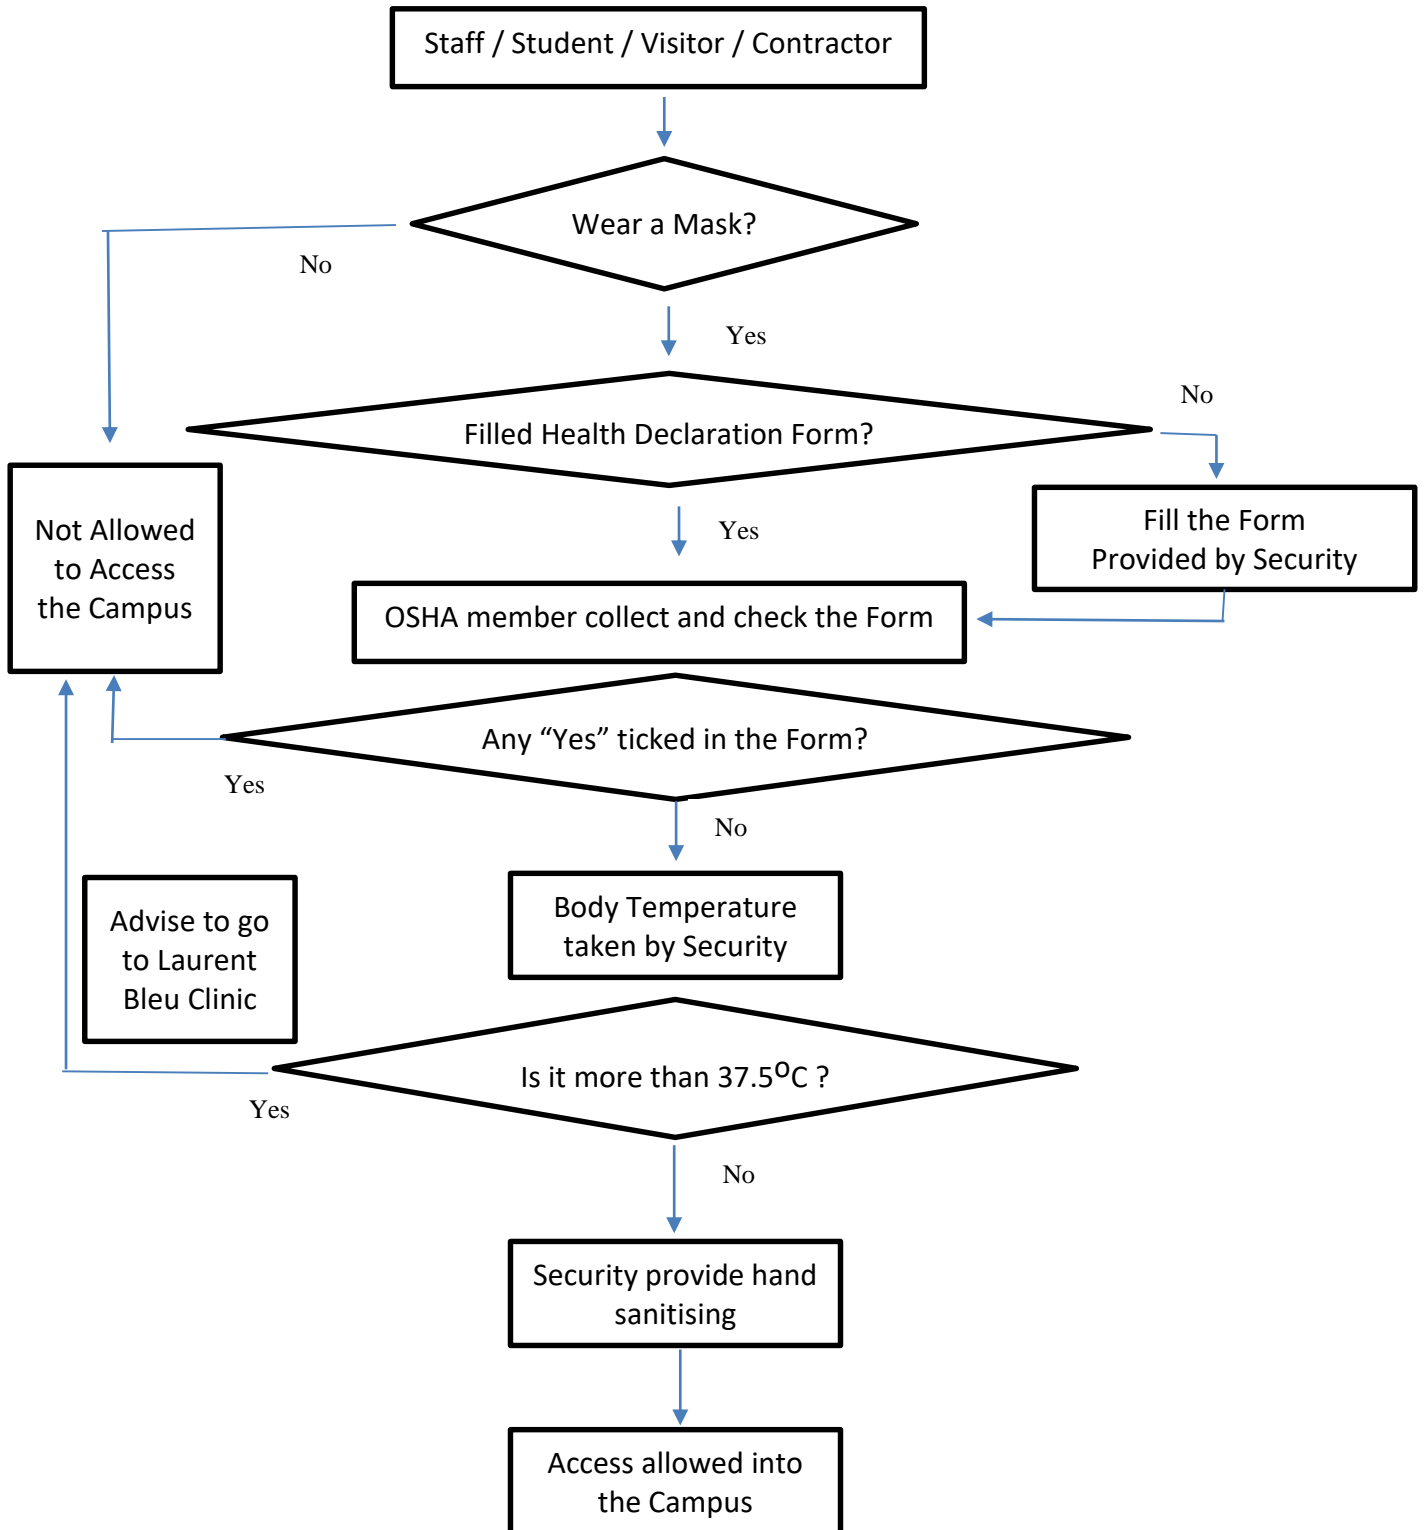 Staff / Student / Visitor / Contractor
Wear a Mask?
No
Yes
No
Filled Health Declaration Form?
Not Allowed
to Access
the Campus
Yes
Fill the Form
Provided by Security
OSHA member collect and check the Form
Any “Yes” ticked in the Form?
Yes
No
Advise to go
to Laurent
Bleu Clinic
Body Temperature
taken by Security
Is it more than 37.5⁰C ?
Yes
No
Security provide hand
sanitising
Access allowed into
the Campus